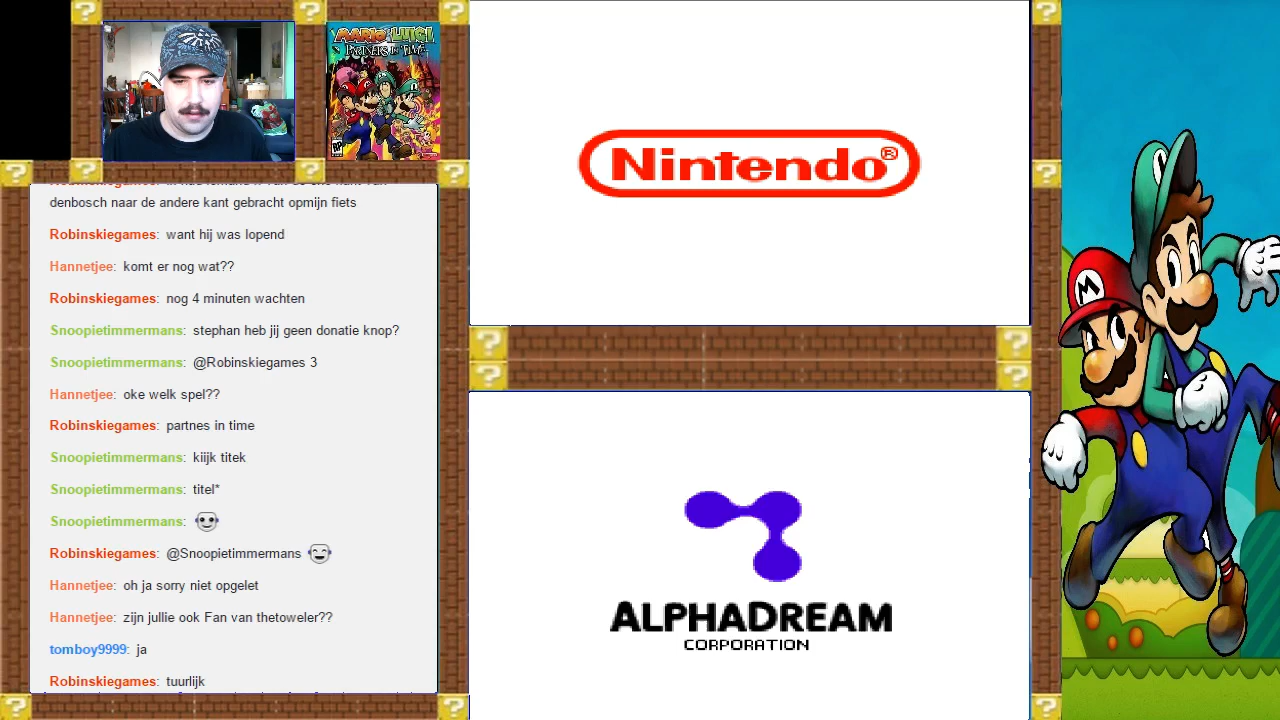 MARIO & LUIGI
PARTNERS IN TIME
RP
denbosch naar de andere kant gebracht opmijn fiets
Robinskiegames: want hij was lopend
Hannetjee: komt er nog wat??
Robinskiegames: nog 4 minuten wachten
Snoopietimmermans: stephan heb jij geen donatie knop?
Snoopietimmermans: @Robinskiegames 3
Hannetjee: oke welk spel??
Robinskiegames: partnes in time
Snoopietimmermans: kiijk titek
Snoopietimmermans: titel*
Snoopietimmermans:
Robinskiegames: @Snoopietimmermans
Hannetjee: oh ja sorry niet opgelet
Hannetjee: zijn jullie ook Fan van thetoweler??
tomboy9999: ja
Robinskiegames: tuurlijk
Nintendo®
ALPHADREAM
CORPORATION
L
M